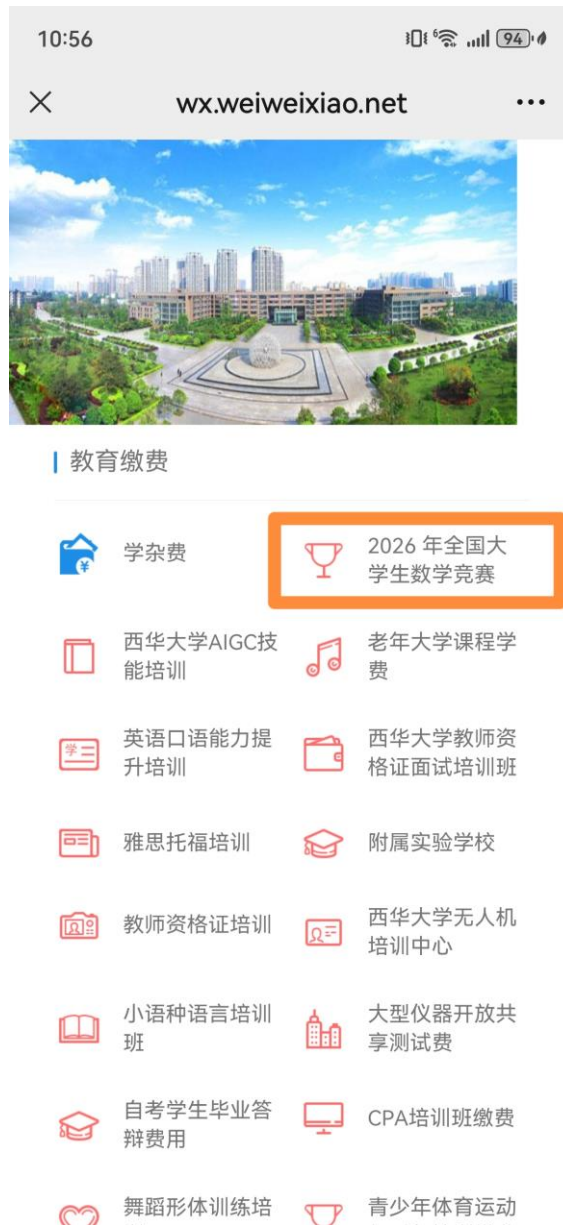 10:56
6
94
wx.weiweixiao.net
教育缴费
学杂费
2026 年全国大
学生数学竞赛
西华大学AIGC技
能培训
老年大学课程学
费
英语口语能力提
升培训
西华大学教师资
格证面试培训班
雅思托福培训
附属实验学校
教师资格证培训
西华大学无人机
培训中心
小语种语言培训
班
大型仪器开放共
享测试费
自考学生毕业答
辩费用
CPA培训班缴费
舞蹈形体训练培
青少年体育运动